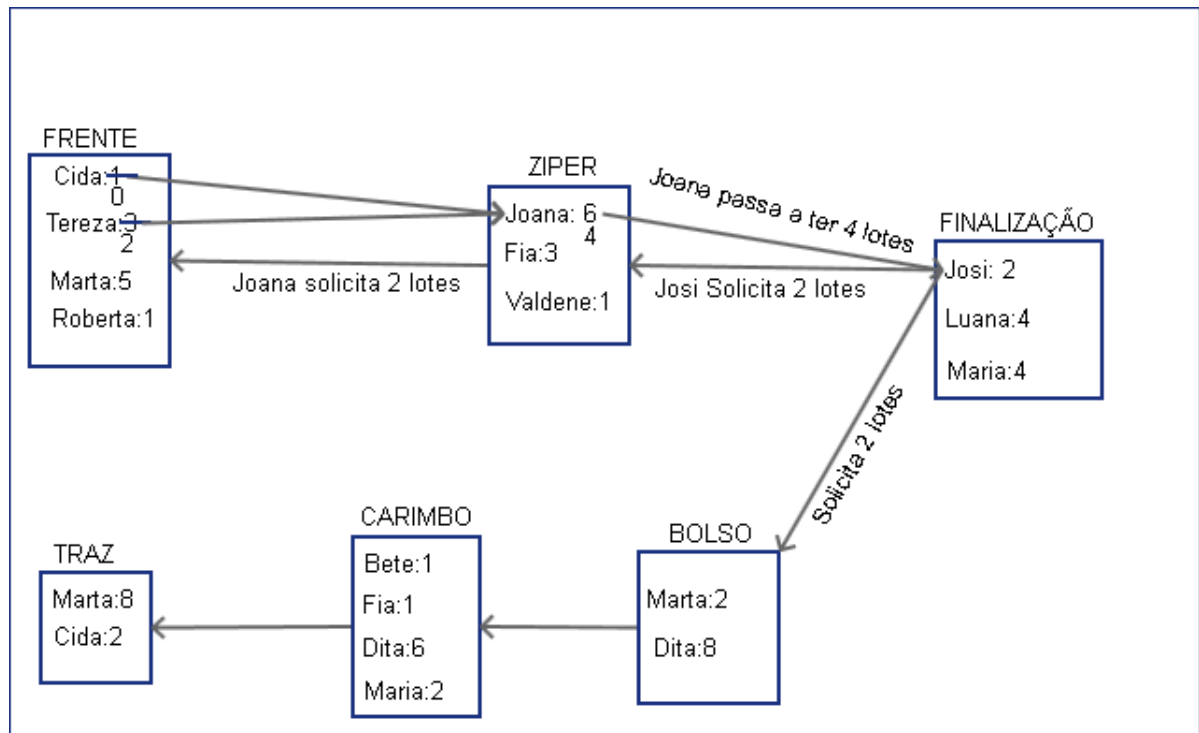 FRENTE
Cida:1
0
Tereza:3
2
Marta:5
Roberta:1
Joana solicita 2 lotes
ZIPER
Joana: 6
4
Fia:3
Valdene:1
Joana passa a ter 4 lotes
Josi Solicita 2 lotes
FINALIZAÇÃO
Josi: 2
Luana:4
Maria:4
Solicita 2 lotes
TRAZ
Marta:8
Cida:2
CARIMBO
Bete:1
Fia:1
Dita:6
Maria:2
BOLSO
Marta:2
Dita:8